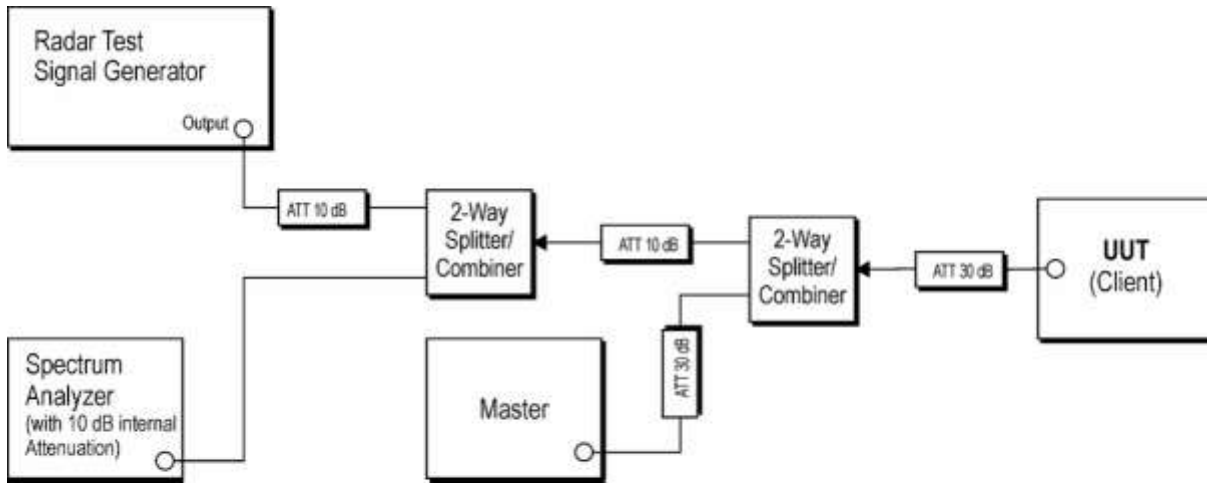 Radar Test
Signal Generator
Output
ATT 10 dB
2-Way
Splitter/
Combiner
ATT 10 dB
2-Way
Splitter/
Combiner
ATT 30 dB
UUT
(Client)
Spectrum
Analyzer
(with 10 dB internal
Attenuation)
Master
ATT 30 dB